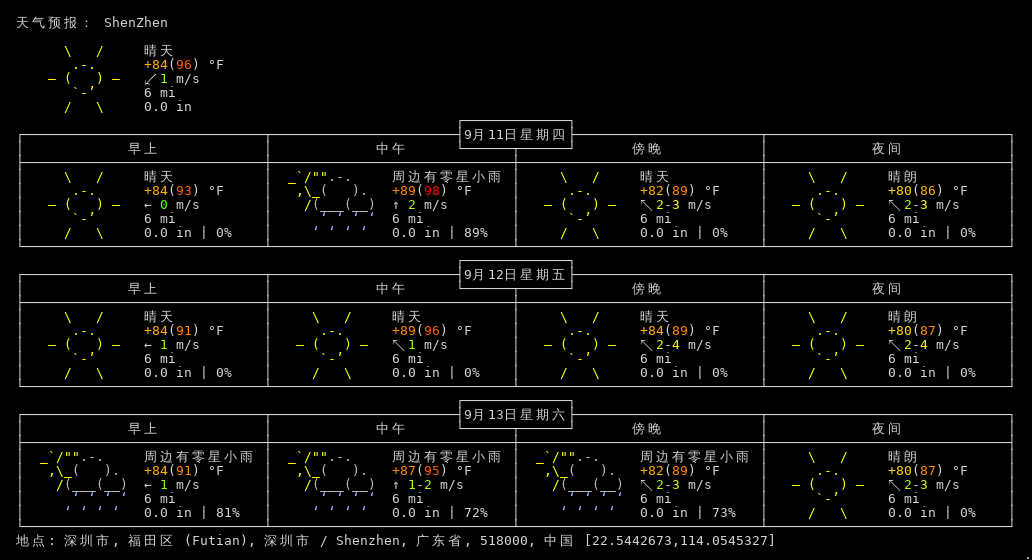 天气预报： ShenZhen
晴天
+84(96) °F
↙ 1 m/s
6 mi
0.0 in
9月11日星期四
早上 中午 傍晚 夜间
晴天 周边有零星小雨 晴天 晴朗
+84(93) °F +89(98) °F +82(89) °F +80(86) °F
← 0 m/s ↑ 2 m/s ↖ 2-3 m/s ↖ 2-3 m/s
6 mi 6 mi 6 mi 6 mi
0.0 in | 0% 0.0 in | 89% 0.0 in | 0% 0.0 in | 0%
9月12日星期五
早上 中午 傍晚 夜间
晴天 晴天 晴天 晴朗
+84(91) °F +89(96) °F +84(89) °F +80(87) °F
← 1 m/s ↖ 1 m/s ↖ 2-4 m/s ↖ 2-4 m/s
6 mi 6 mi 6 mi 6 mi
0.0 in | 0% 0.0 in | 0% 0.0 in | 0% 0.0 in | 0%
9月13日星期六
早上 中午 傍晚 夜间
周边有零星小雨 周边有零星小雨 周边有零星小雨 晴朗
+84(91) °F +87(95) °F +82(89) °F +80(87) °F
← 1 m/s ↑ 1-2 m/s ↖ 2-3 m/s ↖ 2-3 m/s
6 mi 6 mi 6 mi 6 mi
0.0 in | 81% 0.0 in | 72% 0.0 in | 73% 0.0 in | 0%
地点: 深圳市, 福田区 (Futian), 深圳市 / Shenzhen, 广东省, 518000, 中国 [22.5442673,114.0545327]